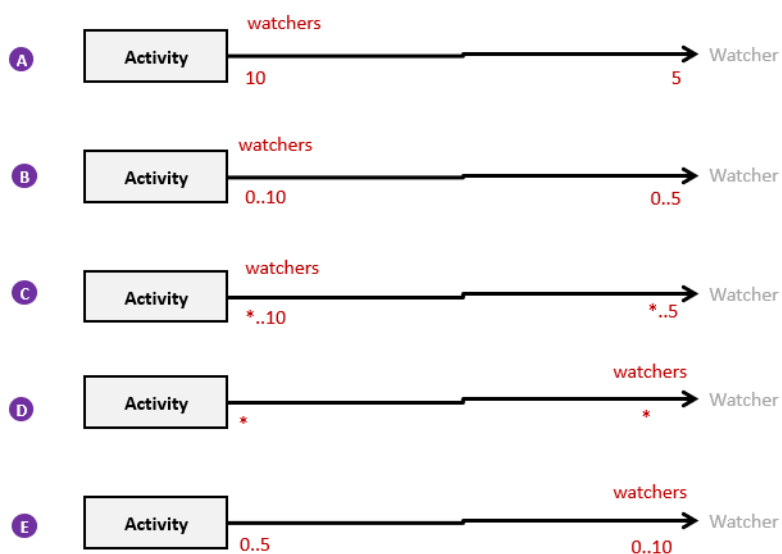 watchers
A Activity Watcher
10 5
watchers
B Activity Watcher
0..10 0..5
watchers
C Activity Watcher
*..10 *..5
watchers
D Activity Watcher
* *
watchers
E Activity Watcher
0..5 0..10